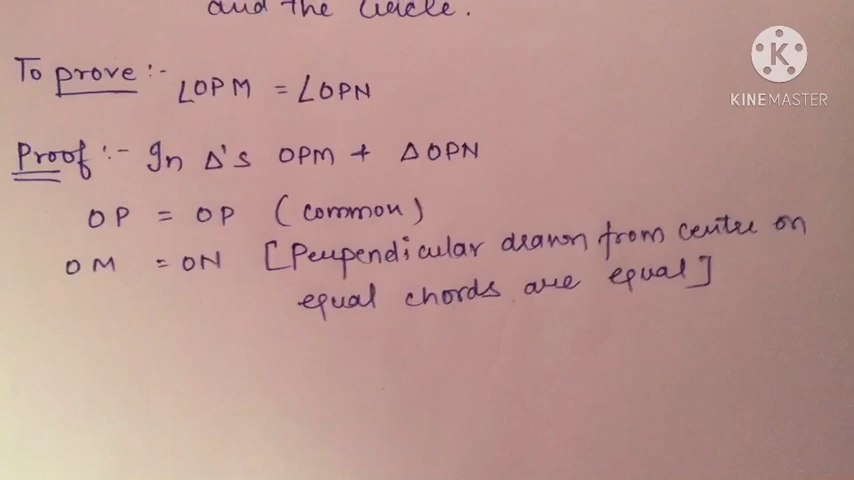 and the circle.
To prove :- ∠OPM = ∠OPN
Proof :- In Δ's OPM + ΔOPN
OP = OP (common)
OM = ON [Perpendicular drawn from centre on
equal chords are equal]
K
KINEMASTER